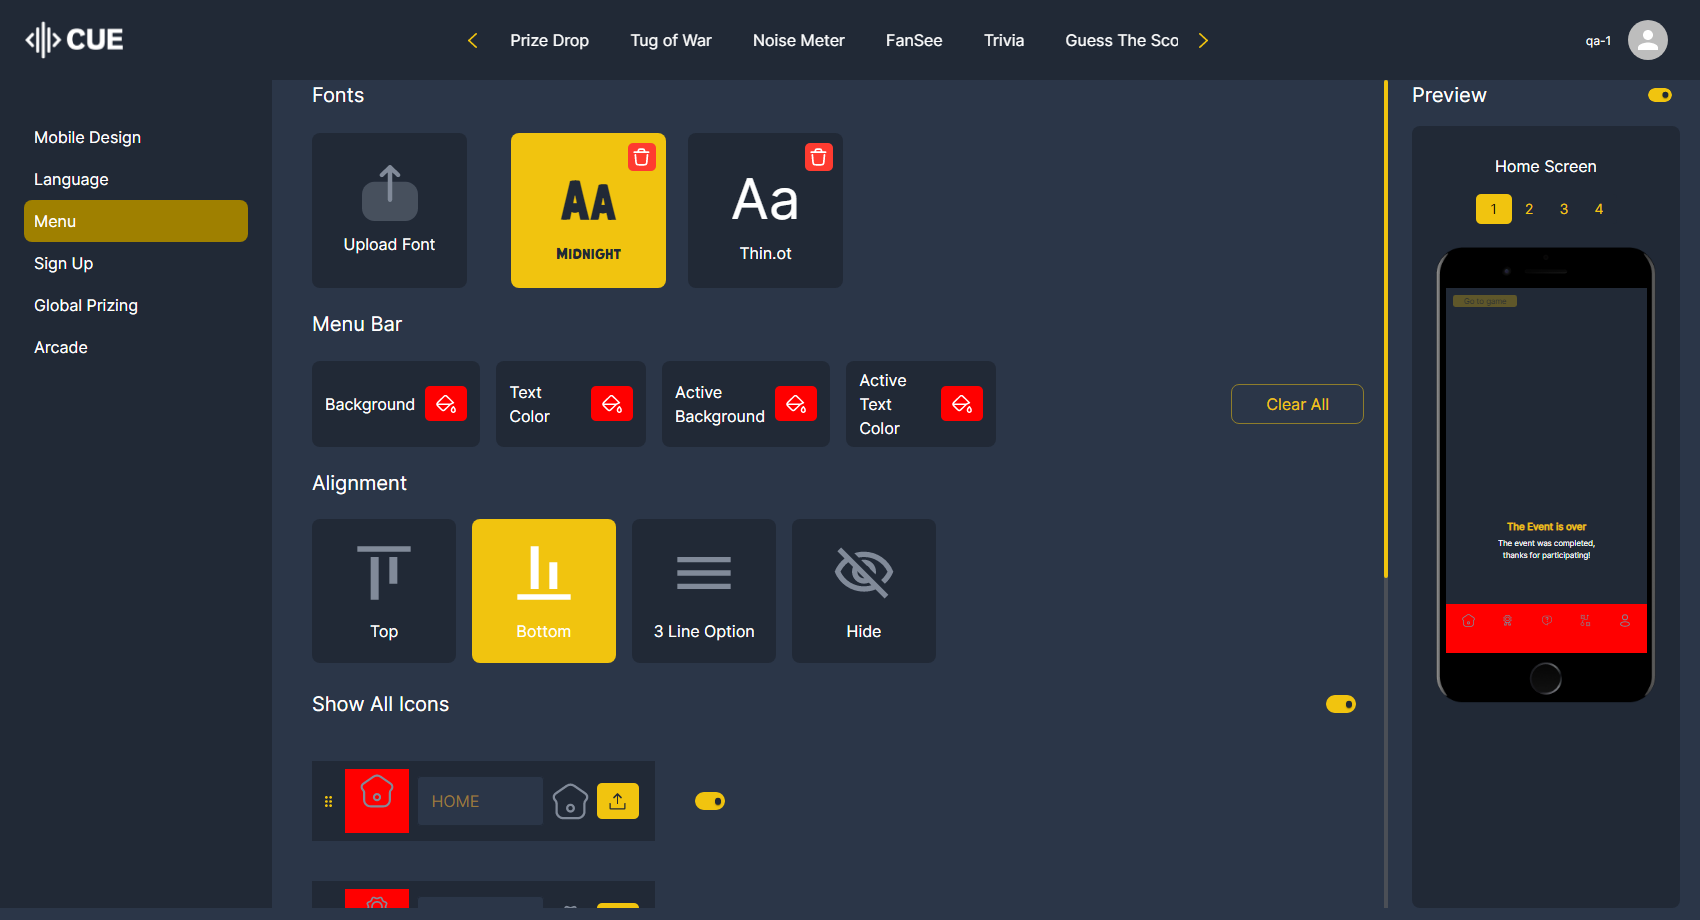 CUE
Prize Drop
Tug of War
Noise Meter
FanSee
Trivia
Guess The Sco
qa-1
Mobile Design
Language
Menu
Sign Up
Global Prizing
Arcade
Fonts
Upload Font
AA
MIDNIGHT
Aa
Thin.ot
Menu Bar
Background
Text
Color
Active
Background
Active
Text
Color
Clear All
Alignment
Top
Bottom
3 Line Option
Hide
Show All Icons
HOME
Preview
Home Screen
1 2 3 4
Go to game
The Event is over
The event was completed,
thanks for participating!